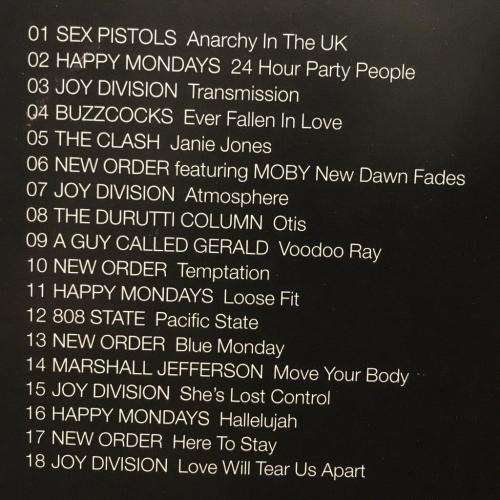 01 SEX PISTOLS Anarchy In The UK
02 HAPPY MONDAYS 24 Hour Party People
03 JOY DIVISION Transmission
04 BUZZCOCKS Ever Fallen In Love
05 THE CLASH Janie Jones
06 NEW ORDER featuring MOBY New Dawn Fades
07 JOY DIVISION Atmosphere
08 THE DURUTTI COLUMN Otis
09 A GUY CALLED GERALD Voodoo Ray
10 NEW ORDER Temptation
11 HAPPY MONDAYS Loose Fit
12 808 STATE Pacific State
13 NEW ORDER Blue Monday
14 MARSHALL JEFFERSON Move Your Body
15 JOY DIVISION She's Lost Control
16 HAPPY MONDAYS Hallelujah
17 NEW ORDER Here To Stay
18 JOY DIVISION Love Will Tear Us Apart